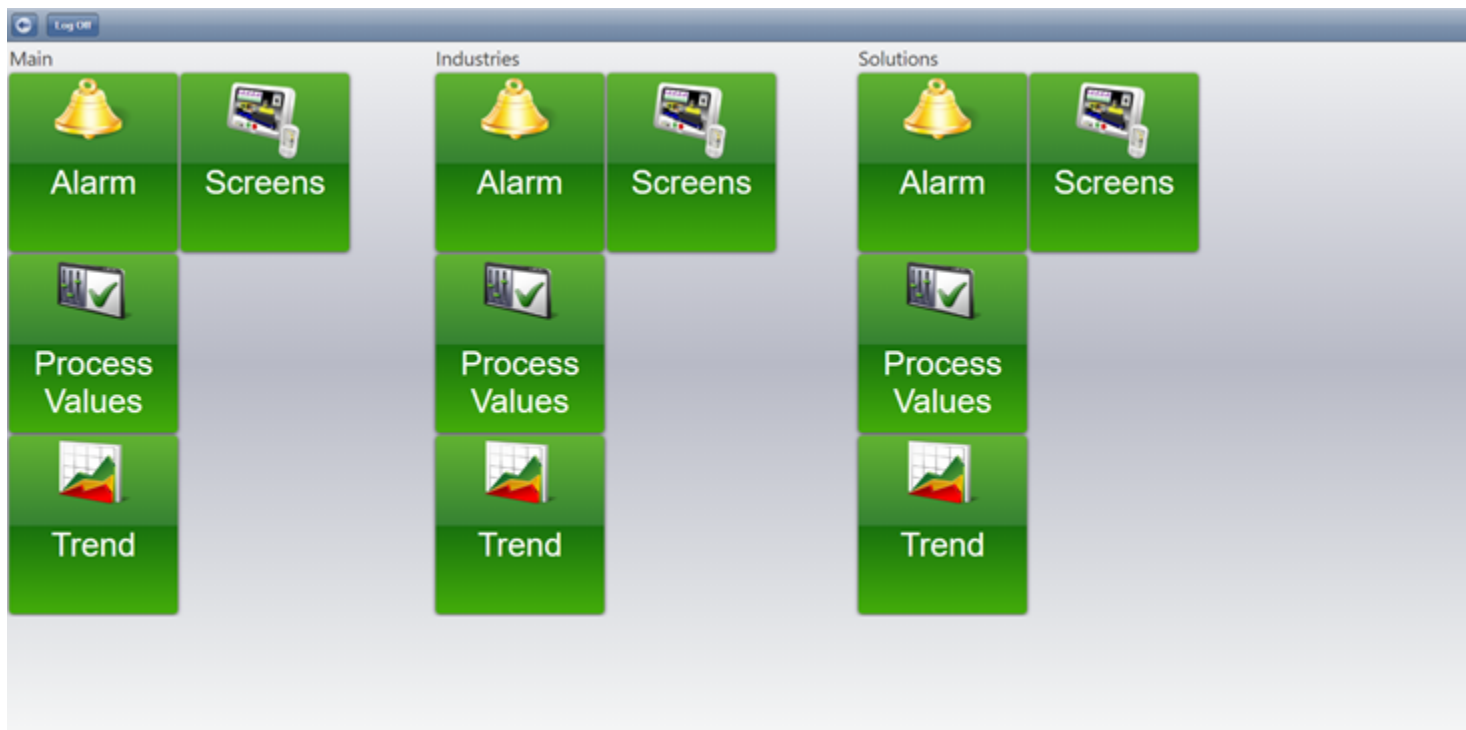 Log Off
Main
Industries
Solutions
Alarm
Screens
Alarm
Screens
Alarm
Screens
Process
Values
Process
Values
Process
Values
Trend
Trend
Trend